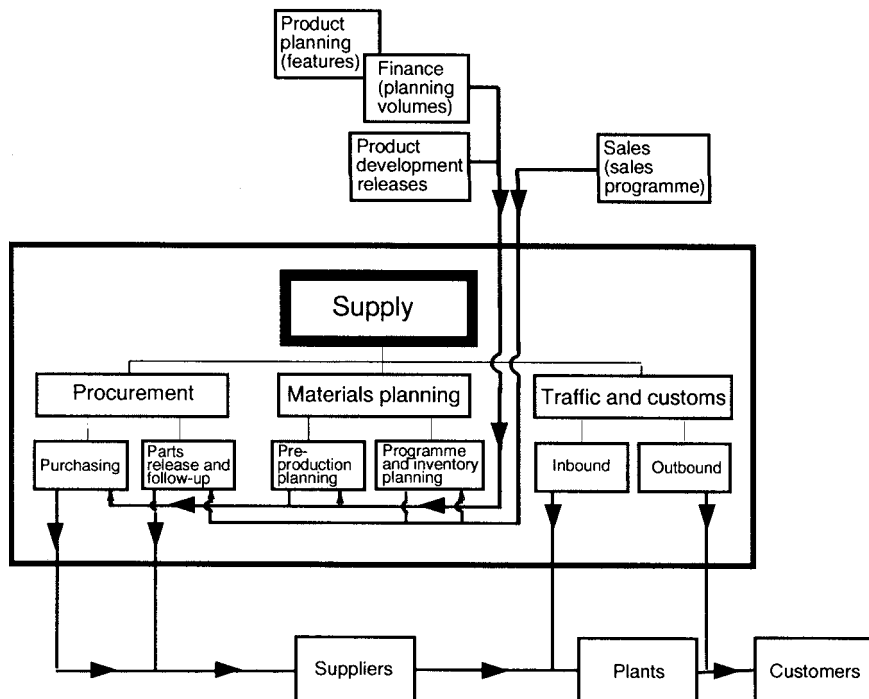 Product
planning
(features)
Finance
(planning
volumes)
Product
development
releases
Sales
(sales
programme)
Supply
Procurement
Materials planning
Traffic and customs
Purchasing
Parts
release and
follow-up
Pre-
production
planning
Programme
and inventory
planning
Inbound
Outbound
Suppliers
Plants
Customers